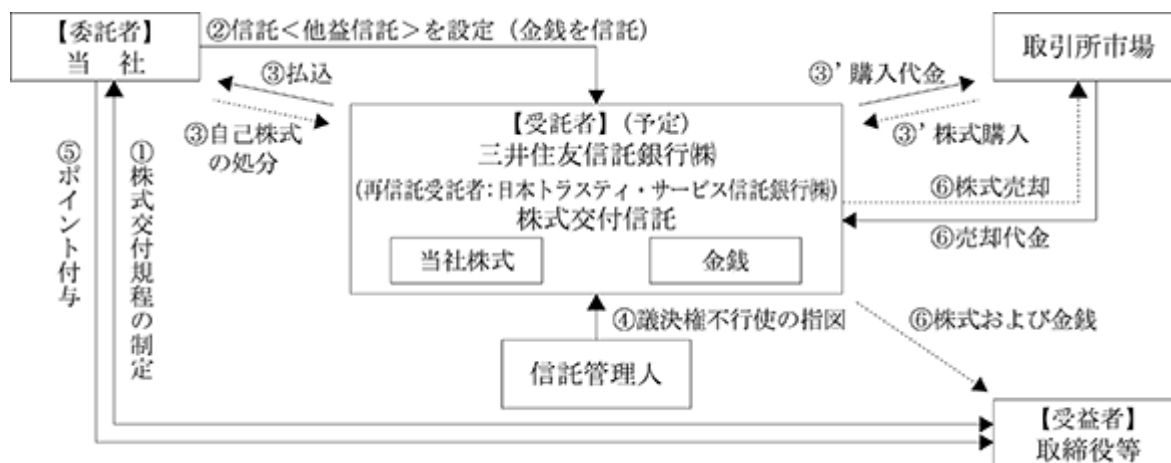 【委託者】
当　社
②信託<他益信託>を設定（金銭を信託）
取引所市場
③払込
③自己株式
の処分
③’購入代金
③’株式購入
【受託者】(予定)
三井住友信託銀行㈱
(再信託受託者:日本トラスティ・サービス信託銀行㈱)
株式交付信託
当社株式
金銭
⑥株式売却
⑥売却代金
⑤ポイント付与
①株式交付規程の制定
④議決権不行使の指図
⑥株式および金銭
信託管理人
【受益者】
取締役等